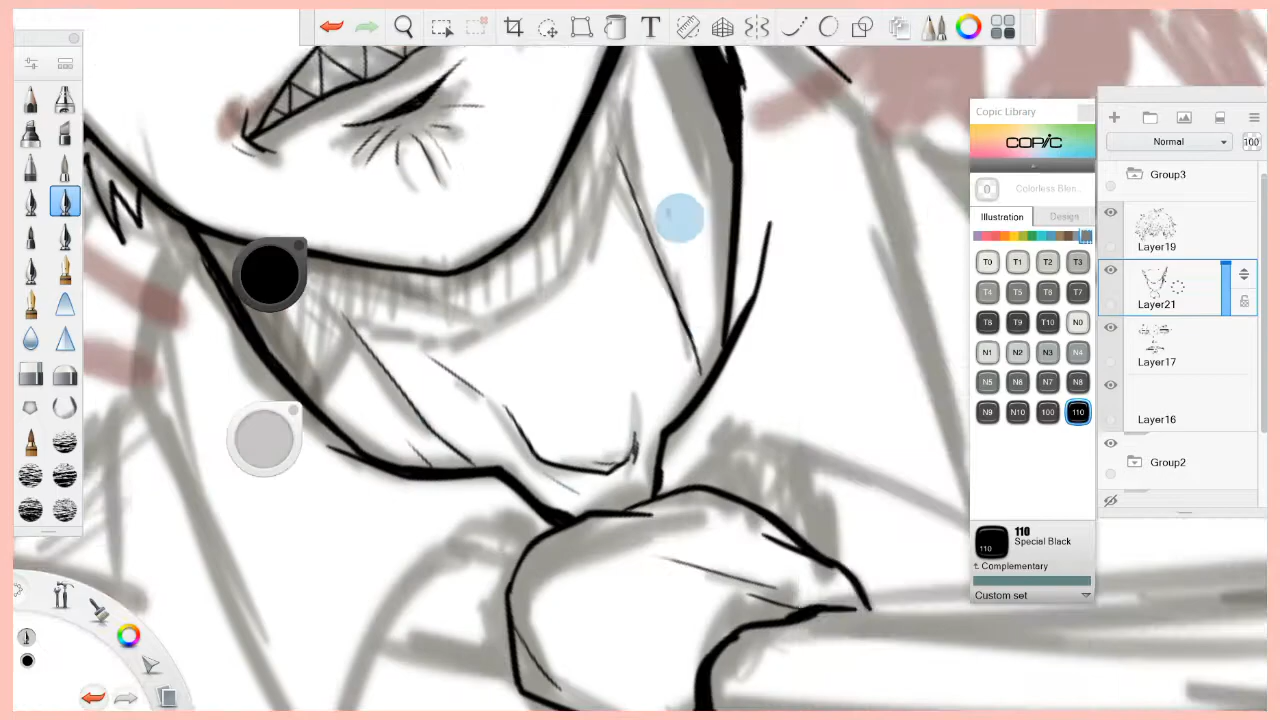 T
Copic Library
COPIC
0
Colorless Blen...
Illustration
Design
T0 T1 T2 T3
T4 T5 T6 T7
T8 T9 T10 N0
N1 N2 N3 N4
N5 N6 N7 N8
N9 N10 100 110
110
110
Special Black
t. Complementary
Custom set
Normal
100
Group3
Layer19
Layer21
Layer17
Layer16
Group2